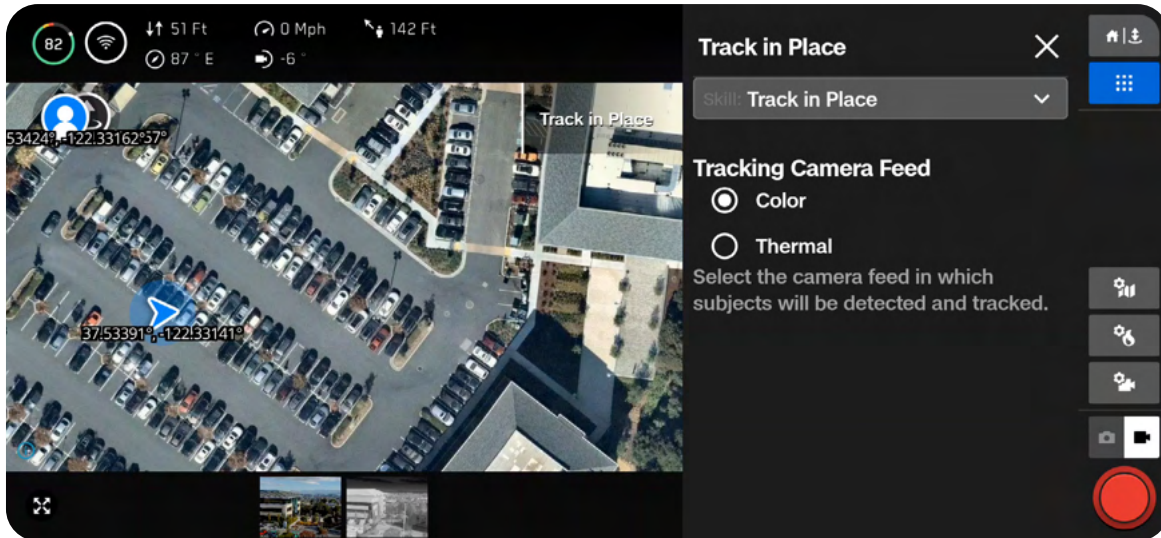 82
51 Ft
0 Mph
142 Ft
87 ° E
-6 °
Track in Place
Skill: Track in Place
Track in Place
53424°, -122.33162°57°
Tracking Camera Feed
Color
Thermal
Select the camera feed in which
subjects will be detected and tracked.
37.53391°, -122.33141°